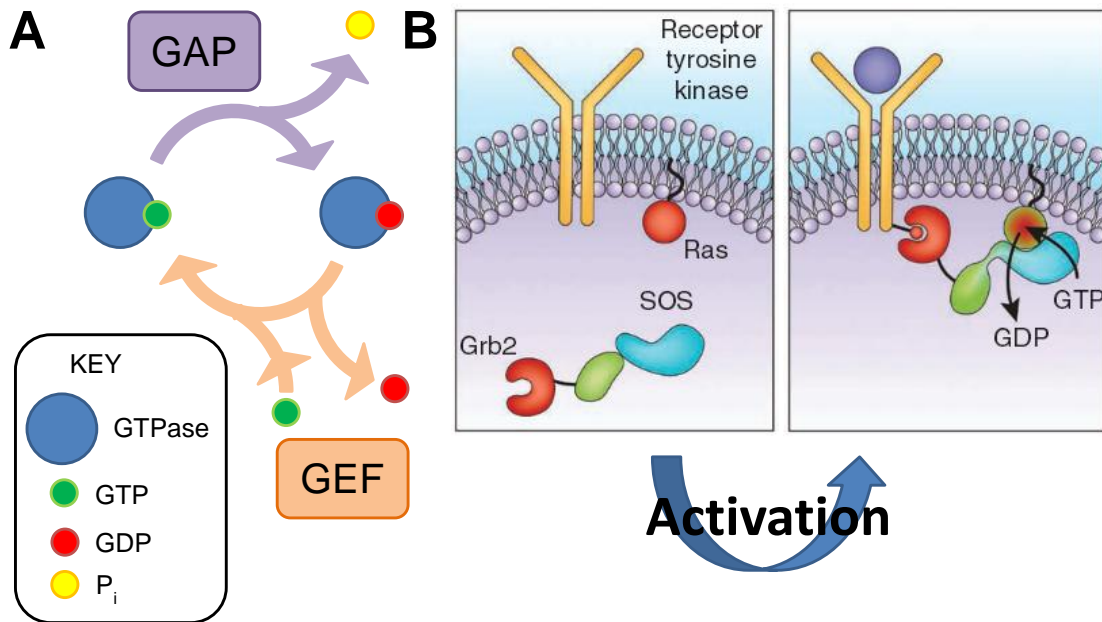 A
GAP
GEF
KEY
GTPase
GTP
GDP
Pi
B
Receptor
tyrosine
kinase
Ras
SOS
Grb2
GTP
GDP
Activation